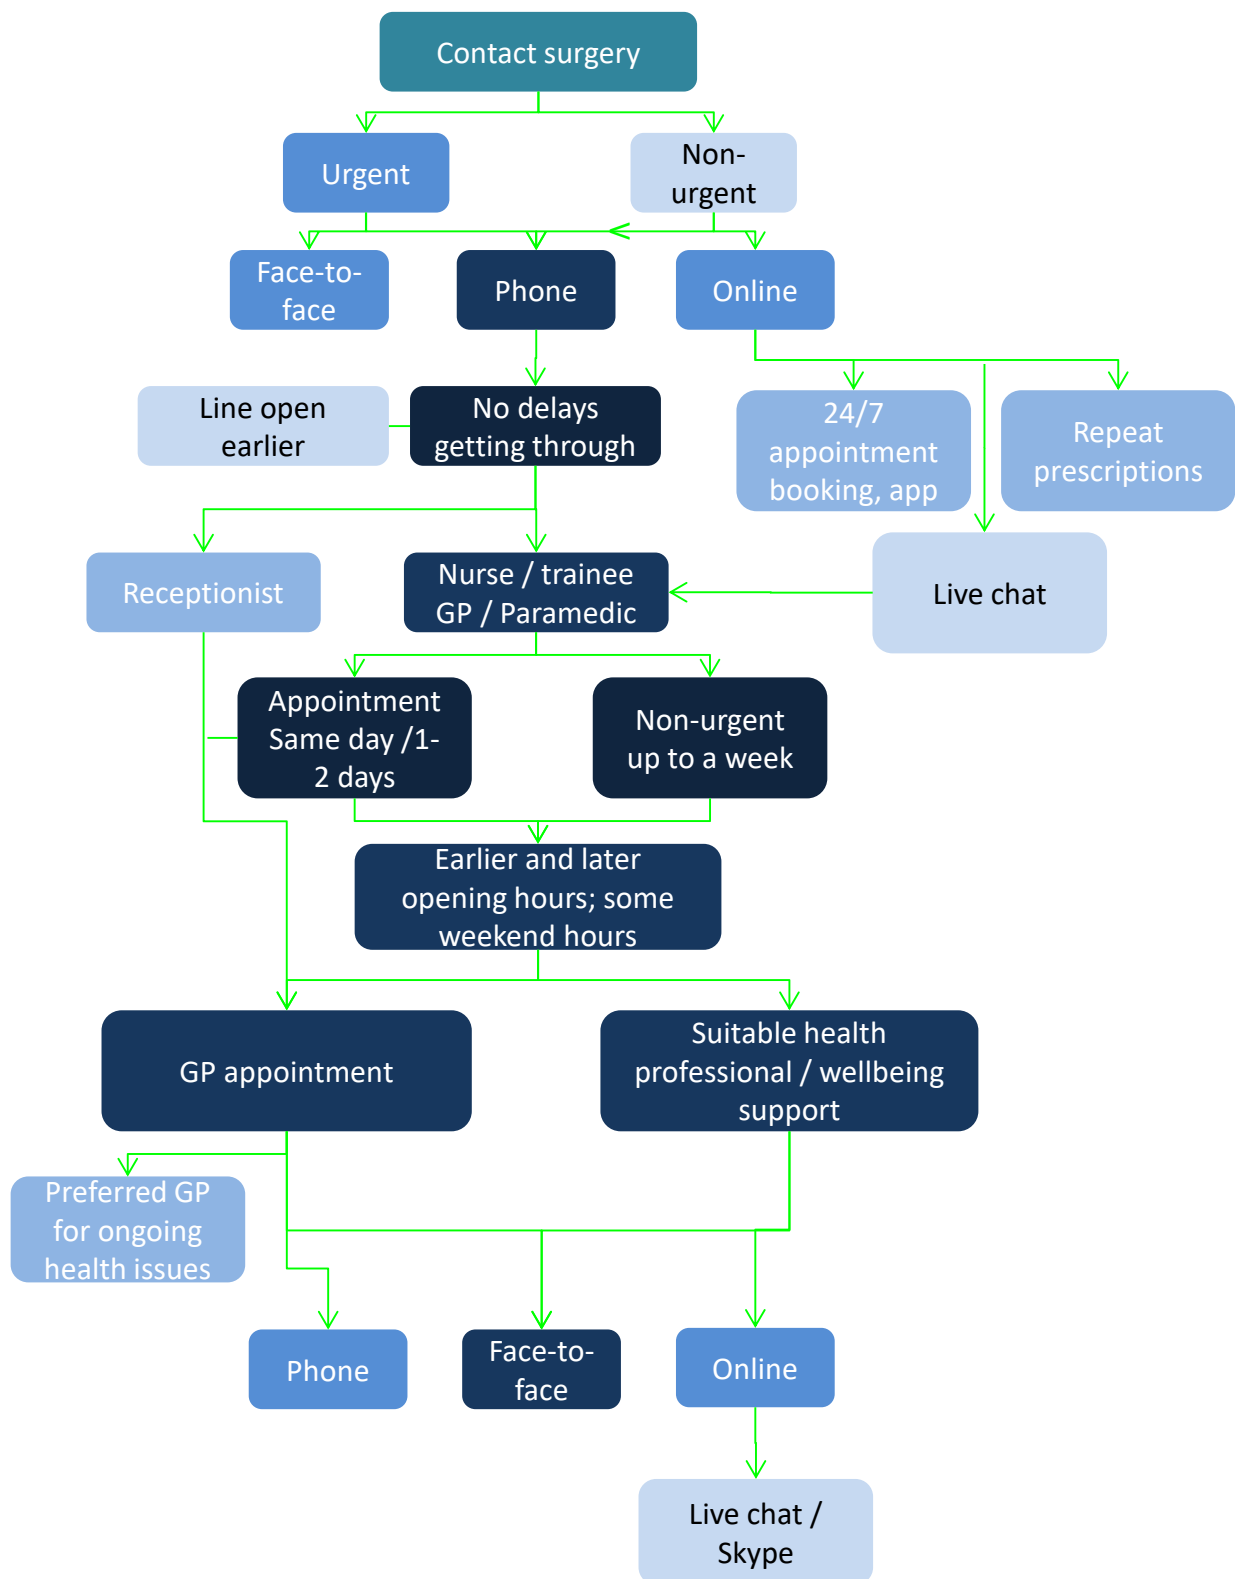 Contact surgery
Urgent
Non-
urgent
Face-to-
face
Phone
Online
Line open
earlier
No delays
getting through
24/7
appointment
booking, app
Repeat
prescriptions
Receptionist
Nurse / trainee
GP / Paramedic
Live chat
Appointment
Same day /1-
2 days
Non-urgent
up to a week
Earlier and later
opening hours; some
weekend hours
GP appointment
Suitable health
professional / wellbeing
support
Preferred GP
for ongoing
health issues
Phone
Face-to-
face
Online
Live chat /
Skype